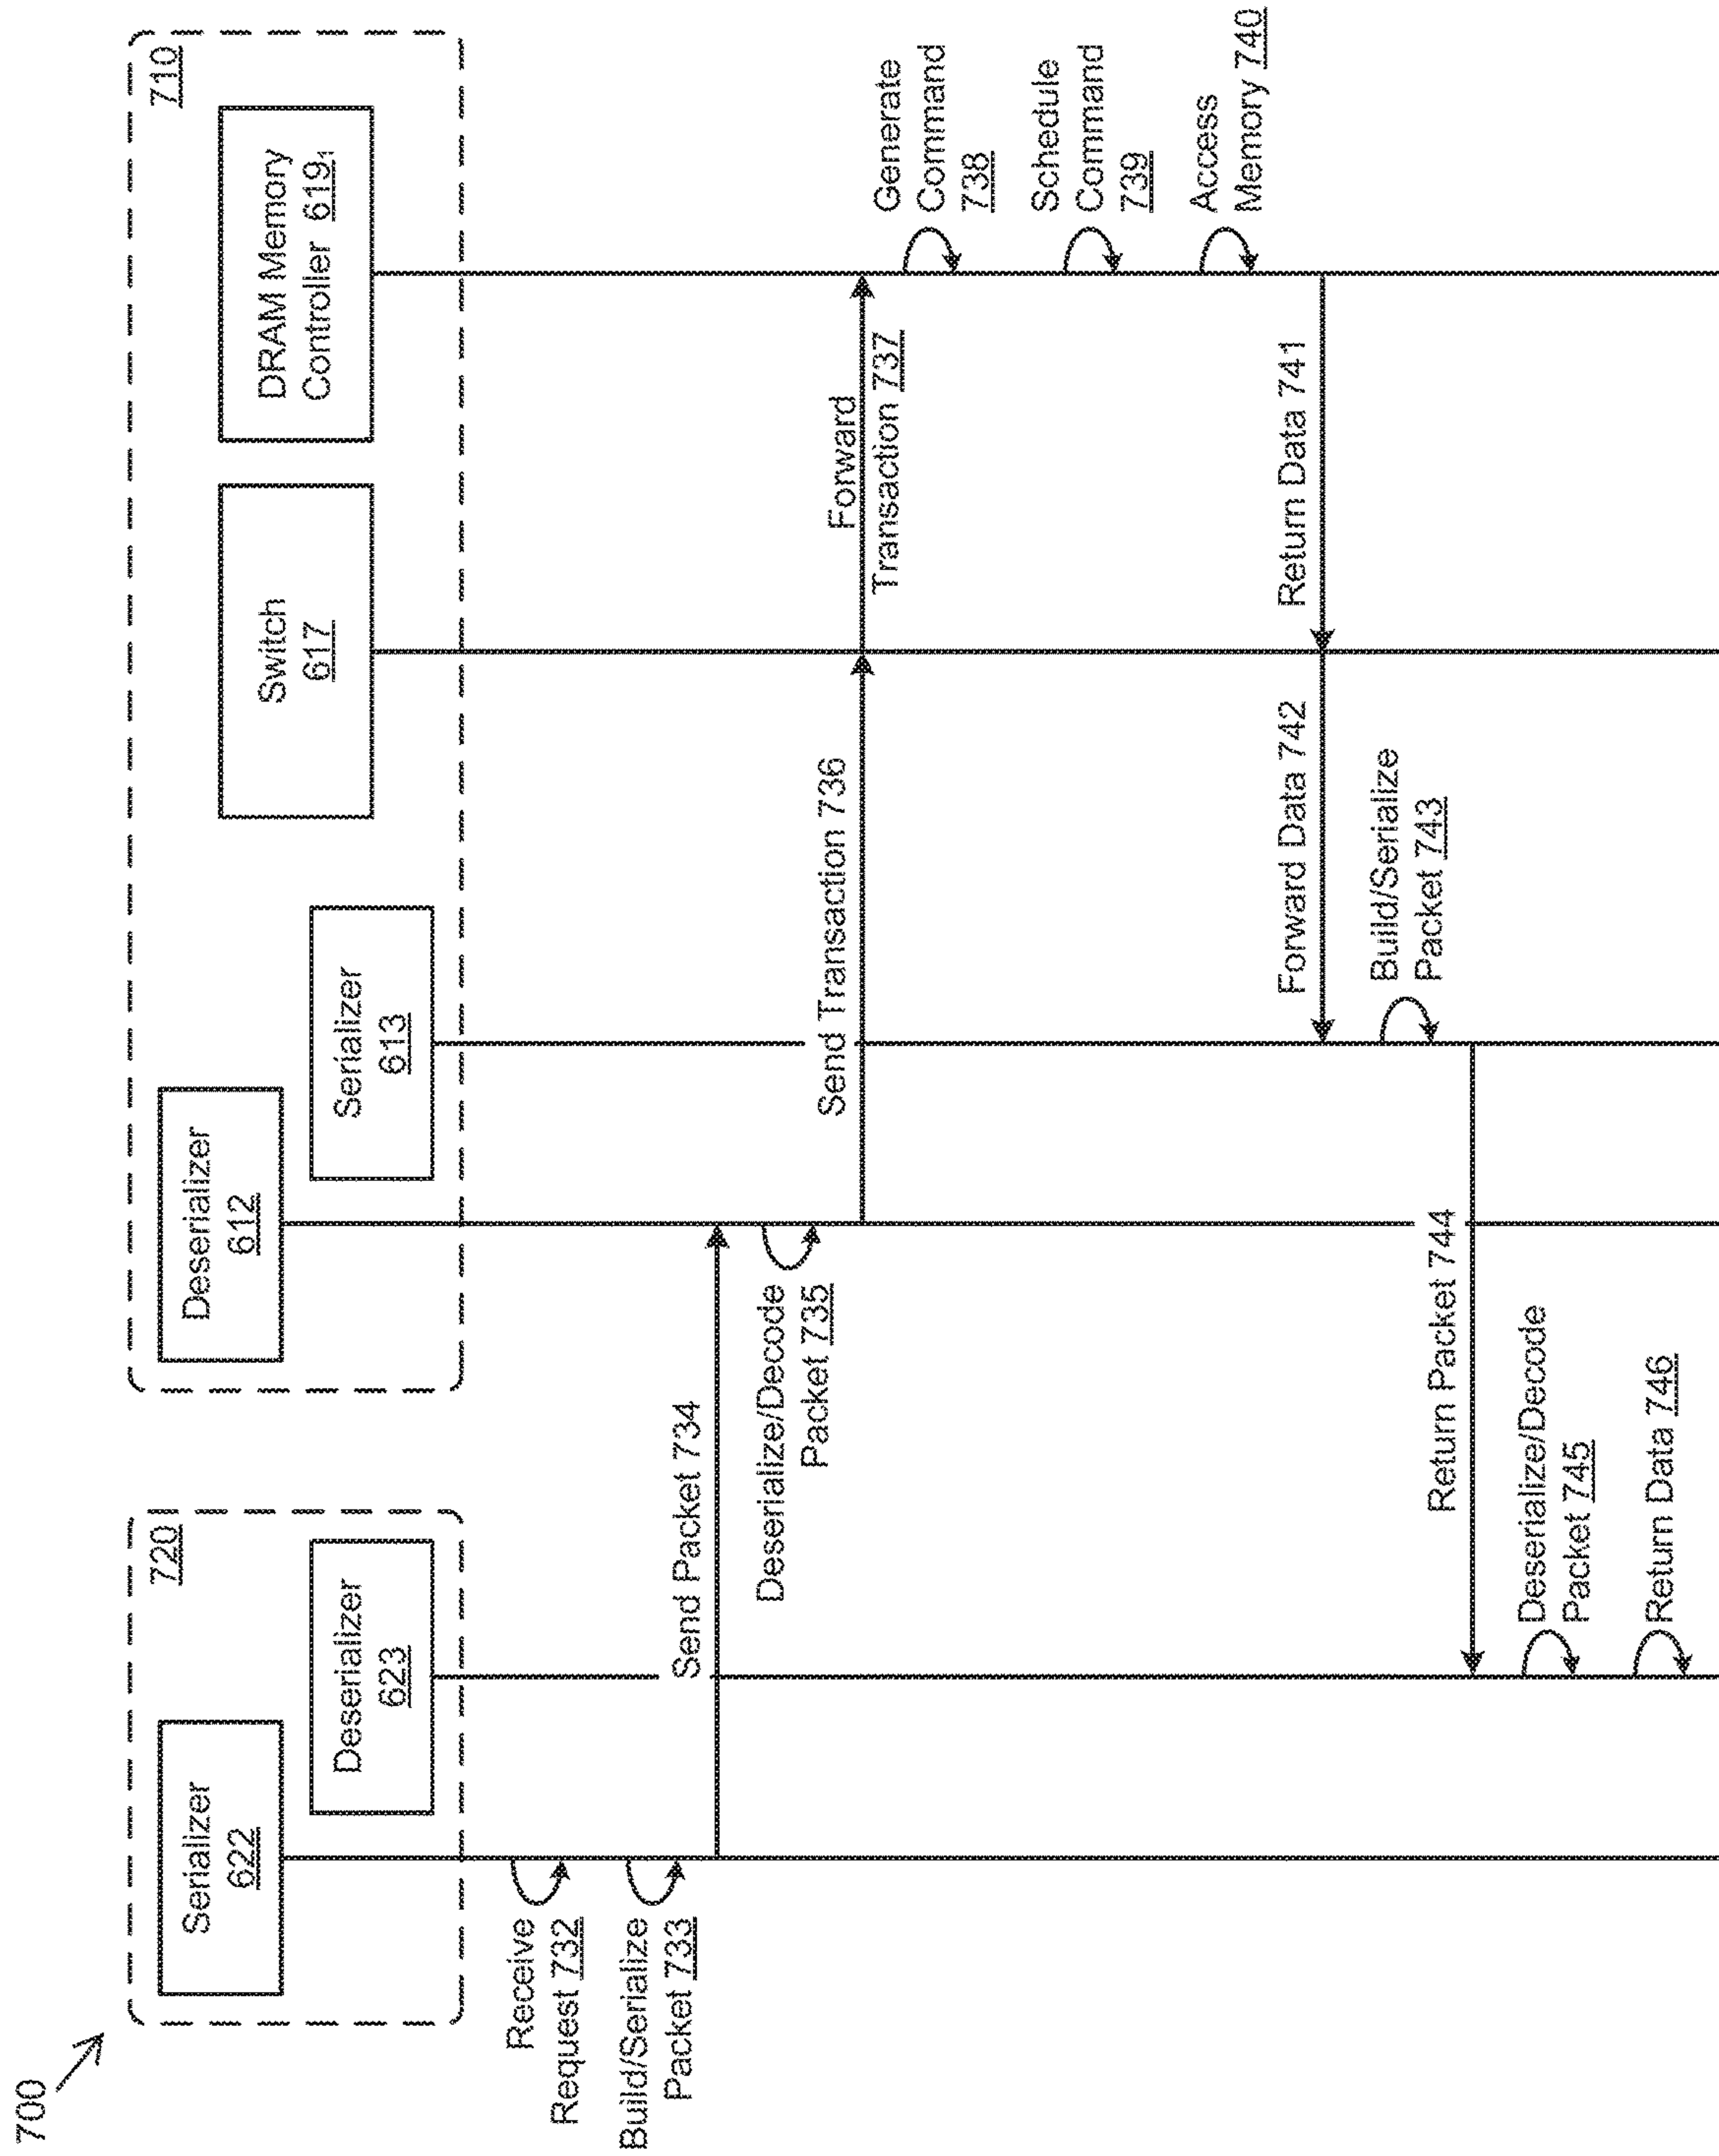 700
720
Serializer
622
Deserializer
623
710
Deserializer
612
Serializer
613
Switch
617
DRAM Memory
Controller 619₁
Receive
Request 732
Build/Serialize
Packet 733
Send Packet 734
Deserialize/Decode
Packet 735
Send Transaction 736
Forward
Transaction 737
Generate
Command
738
Schedule
Command
739
Access
Memory 740
Return Data 741
Forward Data 742
Build/Serialize
Packet 743
Return Packet 744
Deserialize/Decode
Packet 745
Return Data 746